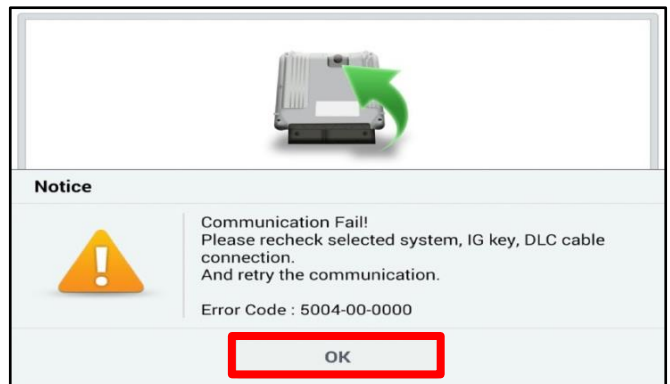 Notice
Communication Fail!
Please recheck selected system, IG key, DLC cable
connection.
And retry the communication.
Error Code : 5004-00-0000
OK